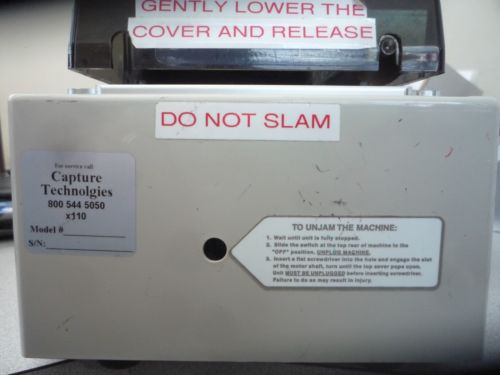 GENTLY LOWER THE
COVER AND RELEASE
DO NOT SLAM
For service call
Capture
Technolgies
800 544 5050
x110
Model #
S/N:
TO UNJAM THE MACHINE:
1. Wait until unit is fully stopped.
2. Slide the switch at the top rear of machine to the
"OFF" position. UNPLUG MACHINE.
3. Insert a flat screwdriver into the hole and engage the slot
of the motor shaft, turn until the top cover pops open.
Unit MUST BE UNPLUGGED before inserting screwdriver.
Failure to do so may result in injury.